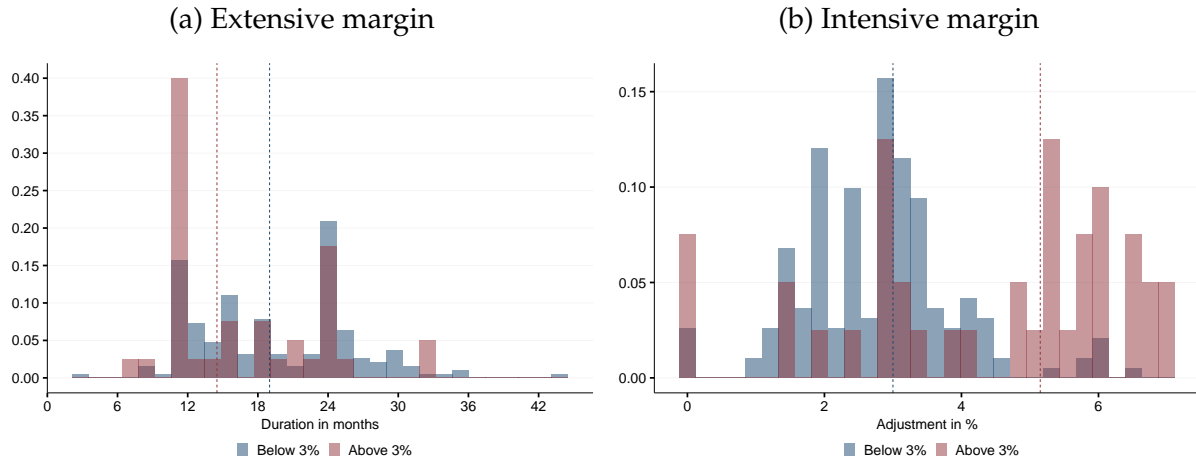 (a) Extensive margin
(b) Intensive margin
0.40
0.35
0.30
0.25
0.20
0.15
0.10
0.05
0.00
0 6 12 18 24 30 36 42
Duration in months
Below 3% Above 3%
0.15
0.10
0.05
0.00
0 2 4 6
Adjustment in %
Below 3% Above 3%